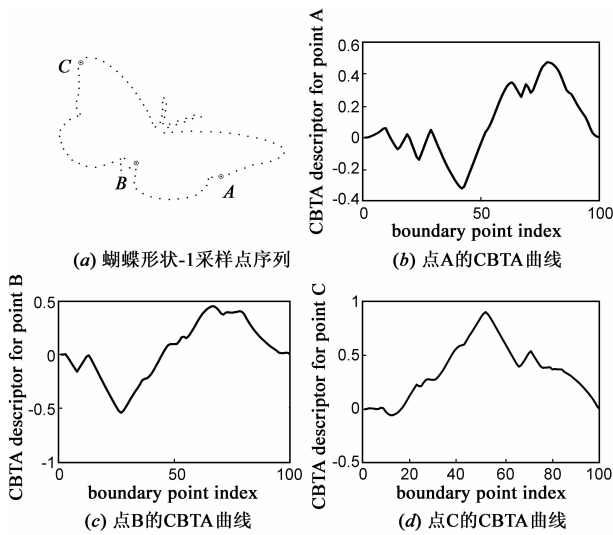 C
B
A
(a) 蝴蝶形状-1采样点序列
CBTA descriptor for point A
0.6
0.4
0.2
0
-0.2
-0.4
0 50 100
boundary point index
(b) 点A的CBTA曲线
CBTA descriptor for point B
0.5
0
-0.5
-1
0 50 100
boundary point index
(c) 点B的CBTA曲线
CBTA descriptor for point C
1
0.5
0
-0.5
0 20 40 60 80 100
boundary point index
(d) 点C的CBTA曲线